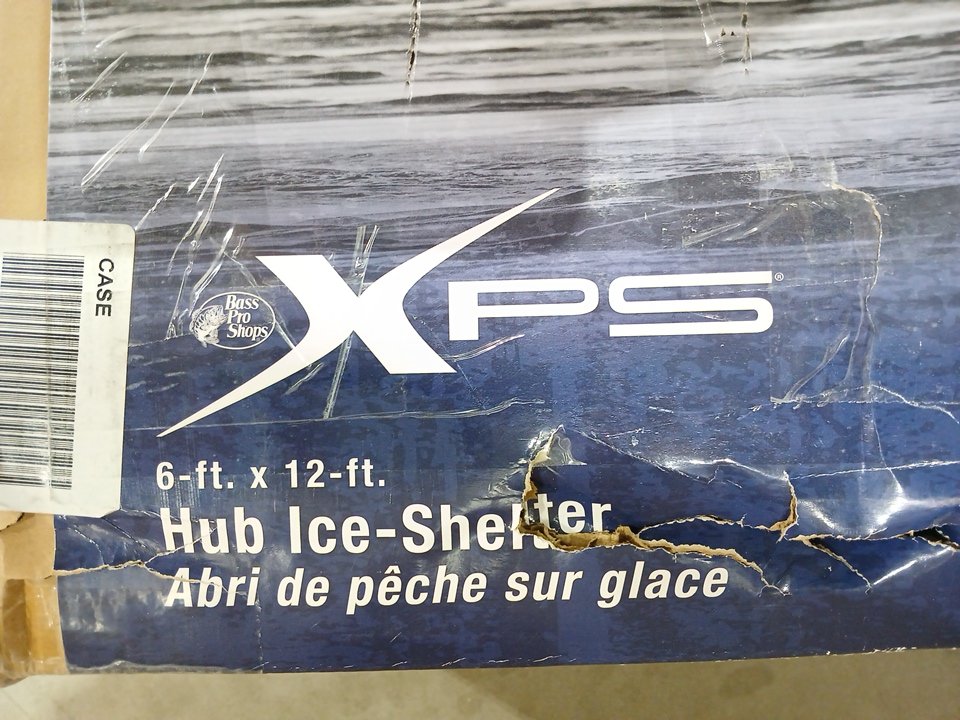 CASE
Bass
Pro
Shops
XPS®
6-ft. x 12-ft.
Hub Ice-Shelter
Abri de pêche sur glace